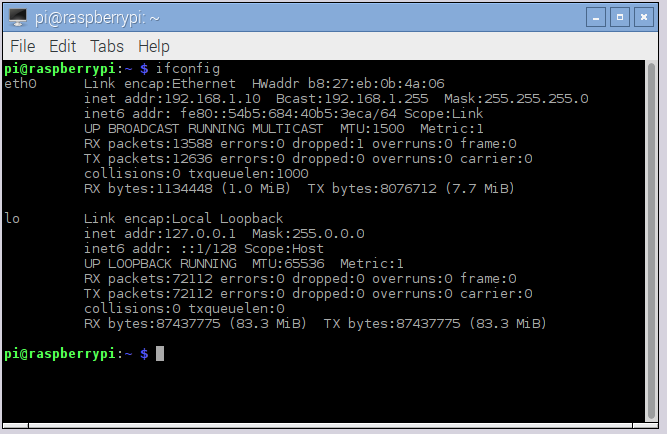 pi@raspberrypi: ~
File Edit Tabs Help
pi@raspberrypi:~ $ ifconfig
eth0      Link encap:Ethernet  HWaddr b8:27:eb:0b:4a:06
          inet addr:192.168.1.10  Bcast:192.168.1.255  Mask:255.255.255.0
          inet6 addr: fe80::54b5:684:40b5:3eca/64 Scope:Link
          UP BROADCAST RUNNING MULTICAST  MTU:1500  Metric:1
          RX packets:13588 errors:0 dropped:1 overruns:0 frame:0
          TX packets:12636 errors:0 dropped:0 overruns:0 carrier:0
          collisions:0 txqueuelen:1000
          RX bytes:1134448 (1.0 MiB)  TX bytes:8076712 (7.7 MiB)
lo        Link encap:Local Loopback
          inet addr:127.0.0.1  Mask:255.0.0.0
          inet6 addr: ::1/128 Scope:Host
          UP LOOPBACK RUNNING  MTU:65536  Metric:1
          RX packets:72112 errors:0 dropped:0 overruns:0 frame:0
          TX packets:72112 errors:0 dropped:0 overruns:0 carrier:0
          collisions:0 txqueuelen:0
          RX bytes:87437775 (83.3 MiB)  TX bytes:87437775 (83.3 MiB)
pi@raspberrypi:~ $